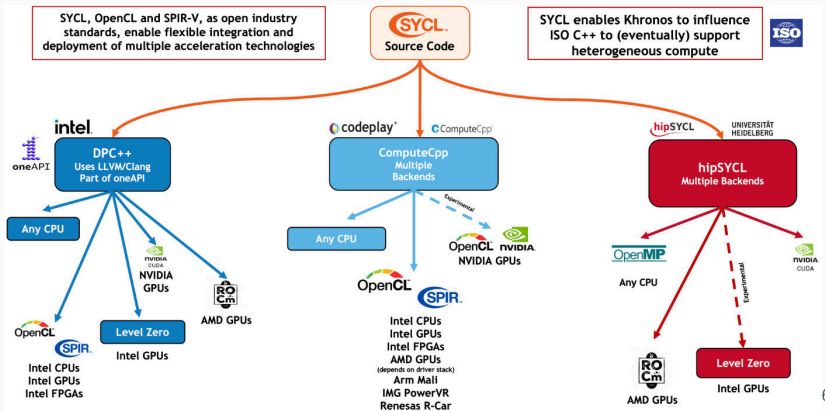 SYCL, OpenCL and SPIR-V, as open industry
standards, enable flexible integration and
deployment of multiple acceleration technologies
SYCL™
Source Code
SYCL enables Khronos to influence
ISO C++ to (eventually) support
heterogeneous compute
ISO
intel.
oneAPI
DPC++
Uses LLVM/Clang
Part of oneAPI
Any CPU
OpenCL
SPIR™
Intel CPUs
Intel GPUs
Intel FPGAs
Level Zero
Intel GPUs
NVIDIA
CUDA
NVIDIA
GPUs
ROCm
AMD GPUs
codeplay®
ComputeCpp™
ComputeCpp
Multiple
Backends
Any CPU
Experimental
OpenCL
NVIDIA.
NVIDIA GPUs
OpenCL
SPIR™
Intel CPUs
Intel GPUs
Intel FPGAs
AMD GPUs
(depends on driver stack)
Arm Mali
IMG PowerVR
Renesas R-Car
hipSYCL
UNIVERSITÄT
HEIDELBERG
hipSYCL
Multiple Backends
OpenMP
Any CPU
ROCm
AMD GPUs
Experimental
Level Zero
Intel GPUs
NVIDIA
CUDA